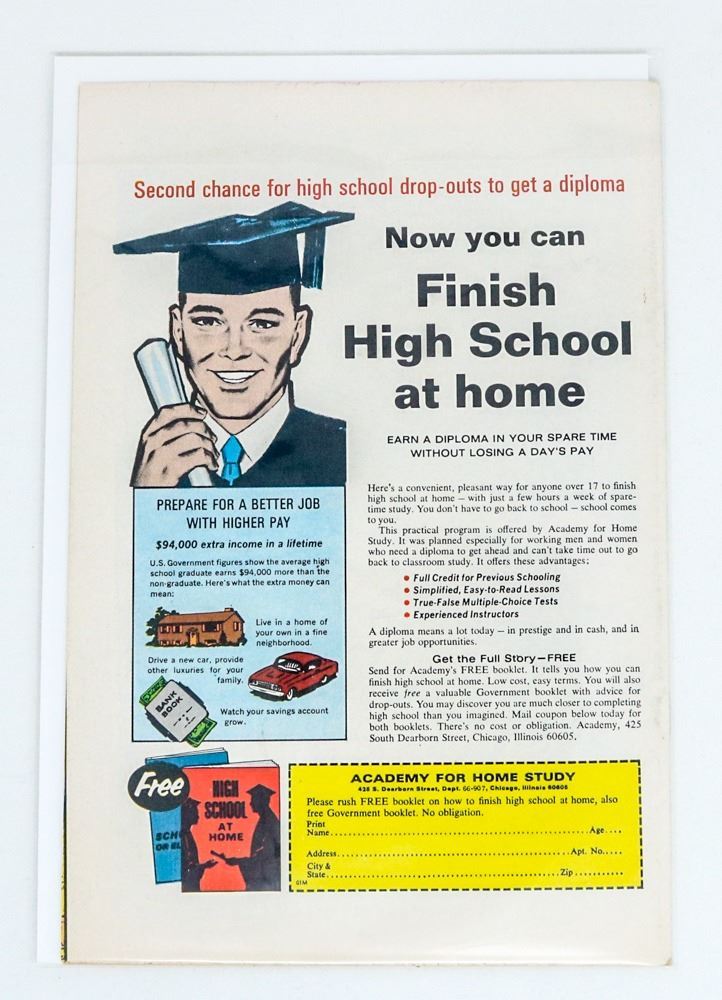 Second chance for high school drop-outs to get a diploma
Now you can
Finish
High School
at home
EARN A DIPLOMA IN YOUR SPARE TIME
WITHOUT LOSING A DAY'S PAY
PREPARE FOR A BETTER JOB
WITH HIGHER PAY
$94,000 extra income in a lifetime
U.S. Government figures show the average high
school graduate earns $94,000 more than the
non-graduate. Here's what the extra money can
mean:
Live in a home of
your own in a fine
neighborhood.
Drive a new car, provide
other luxuries for your
family.
BANK
BOOK
Watch your savings account
grow.
Here's a convenient, pleasant way for anyone over 17 to finish
high school at home — with just a few hours a week of spare-
time study. You don't have to go back to school — school comes
to you.
This practical program is offered by Academy for Home
Study. It was planned especially for working men and women
who need a diploma to get ahead and can't take time out to go
back to classroom study. It offers these advantages:
• Full Credit for Previous Schooling
• Simplified, Easy-to-Read Lessons
• True-False Multiple-Choice Tests
• Experienced Instructors
A diploma means a lot today — in prestige and in cash, and in
greater job opportunities.
Get the Full Story—FREE
Send for Academy's FREE booklet. It tells you how you can
finish high school at home. Low cost, easy terms. You will also
receive free a valuable Government booklet with advice for
drop-outs. You may discover you are much closer to completing
high school than you imagined. Mail coupon below today for
both booklets. There's no cost or obligation. Academy, 425
South Dearborn Street, Chicago, Illinois 60605.
Free
HIGH
SCHOOL
AT
HOME
SCH
OR EL
ACADEMY FOR HOME STUDY
425 S. Dearborn Street, Dept. 66-907, Chicago, Illinois 60605
Please rush FREE booklet on how to finish high school at home, also
free Government booklet. No obligation.
Print
Name.......... Age....
Address.......... Apt. No.....
City &
State.......... Zip..........
01M